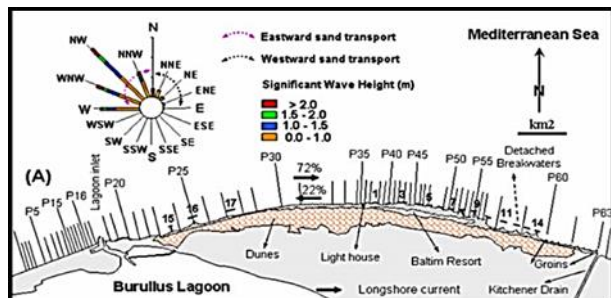 Mediterranean Sea
N
NW
NNW
NNE
NE
WNW
ENE
W
E
WSW
ESE
SW
SE
SSW
SSE
S
Eastward sand transport
Westward sand transport
Significant Wave Height (m)
> 2.0
1.5 - 2.0
1.0 - 1.5
0.0 - 1.0
N
km2
Detached
Breakwaters
(A)
P5
P15
P16
Lagoon inlet
P20
P25
P30
72%
22%
P35
P40
P45
P50
P55
P60
P63
15
16
17
1
3
5
7
9
11
14
Dunes
Light house
Baltim Resort
Groins
Kitchener Drain
Burullus Lagoon
Longshore current